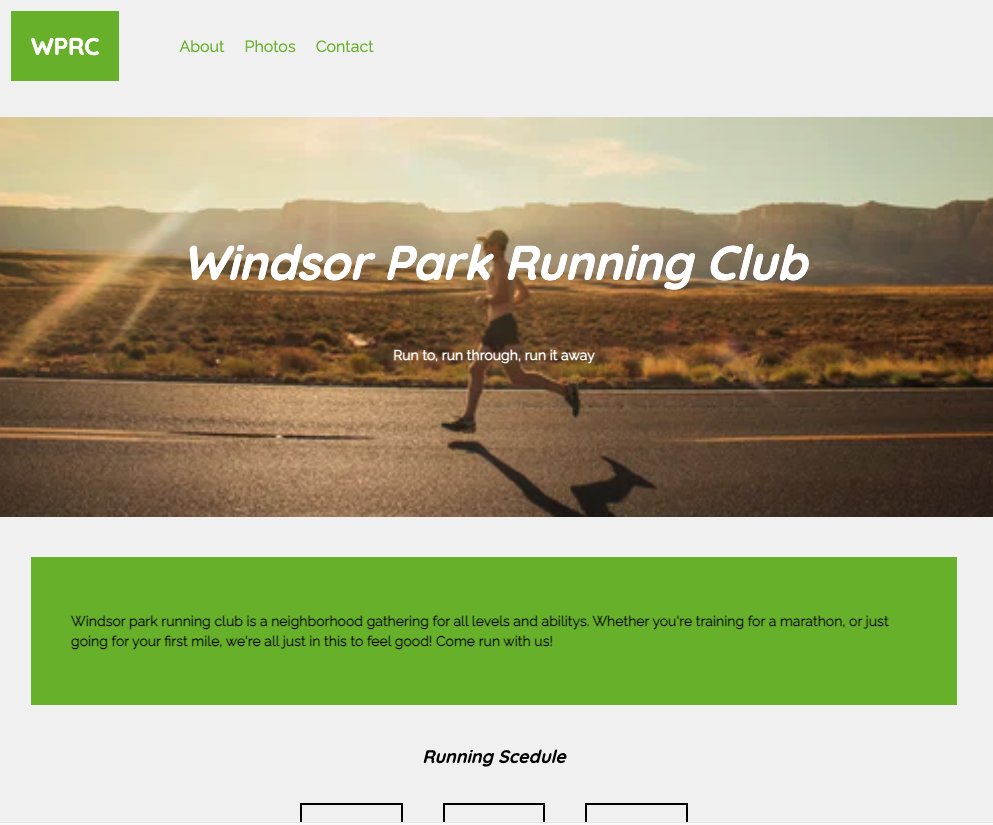 WPRC
About Photos Contact
Windsor Park Running Club
Run to, run through, run it away
Windsor park running club is a neighborhood gathering for all levels and abilitys. Whether you're training for a marathon, or just
going for your first mile, we're all just in this to feel good! Come run with us!
Running Scedule